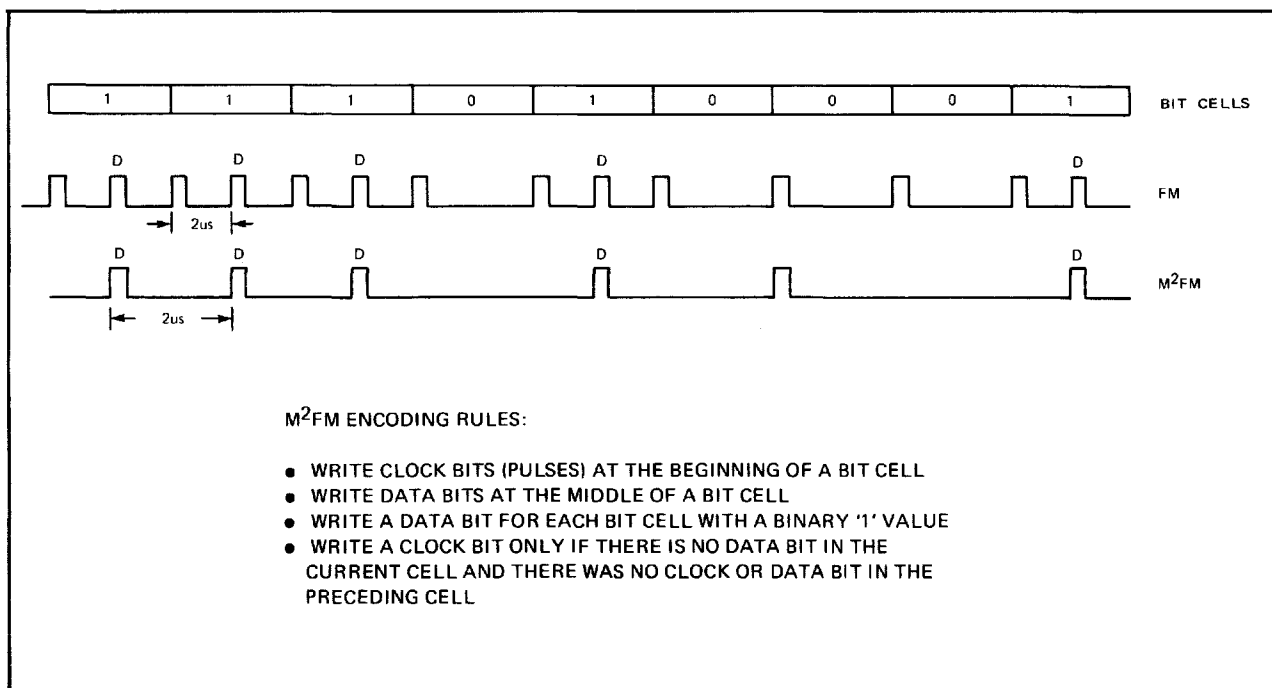 1 1 1 0 1 0 0 0 1 BIT CELLS
D D D D D
FM
2us
D D D D D
M²FM
2us
M²FM ENCODING RULES:
● WRITE CLOCK BITS (PULSES) AT THE BEGINNING OF A BIT CELL
● WRITE DATA BITS AT THE MIDDLE OF A BIT CELL
● WRITE A DATA BIT FOR EACH BIT CELL WITH A BINARY '1' VALUE
● WRITE A CLOCK BIT ONLY IF THERE IS NO DATA BIT IN THE
CURRENT CELL AND THERE WAS NO CLOCK OR DATA BIT IN THE
PRECEDING CELL